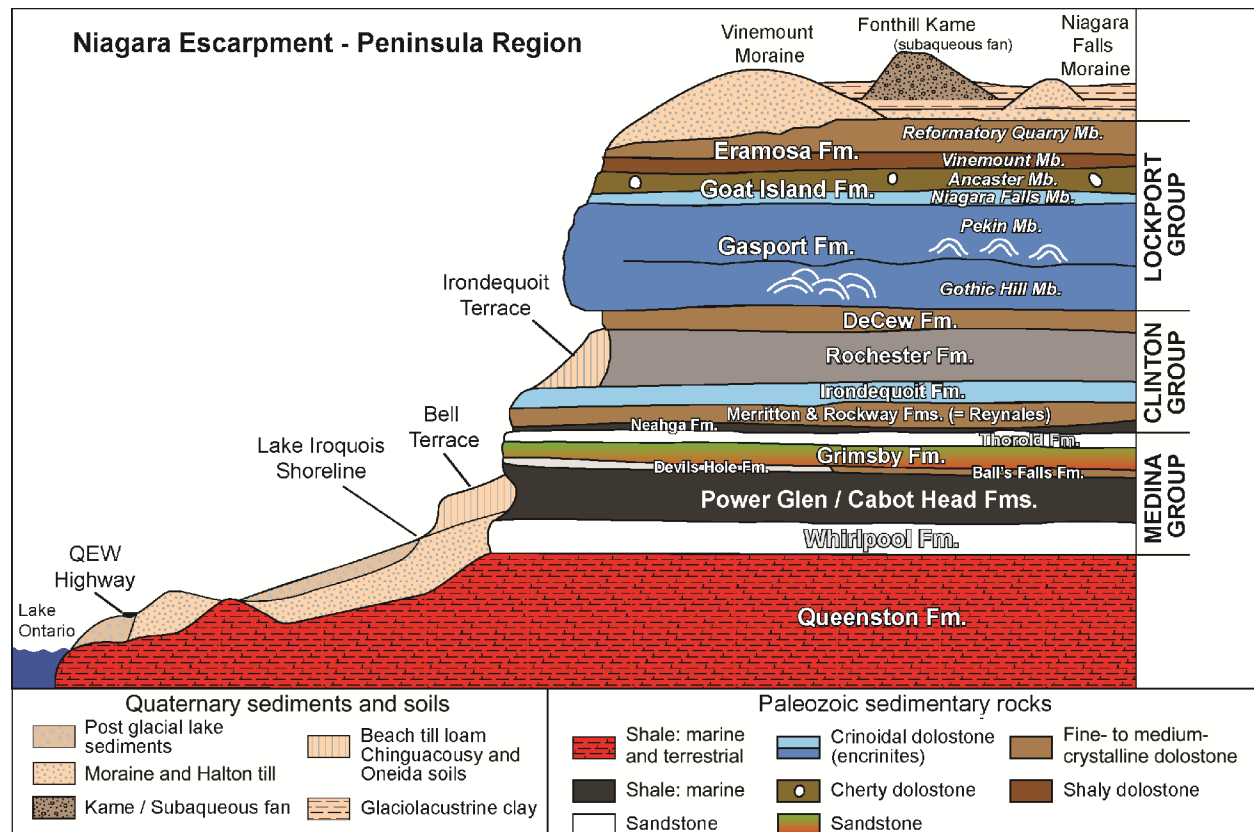 Niagara Escarpment - Peninsula Region
Vinemount
Moraine
Fonthill Kame
(subaqueous fan)
Niagara
Falls
Moraine
Reformatory Quarry Mb.
Eramosa Fm.
Vinemount Mb.
Ancaster Mb.
Goat Island Fm.
Niagara Falls Mb.
Pekin Mb.
Gasport Fm.
Gothic Hill Mb.
LOCKPORT
GROUP
Irondequoit
Terrace
DeCew Fm.
Rochester Fm.
Irondequoit Fm.
Merritton & Rockway Fms. (= Reynales)
Neahga Fm.
CLINTON
GROUP
Bell
Terrace
Lake Iroquis
Shoreline
Thorold Fm.
Grimsby Fm.
Devils Hole Fm.
Ball's Falls Fm.
Power Glen / Cabot Head Fms.
Whirlpool Fm.
MEDINA
GROUP
QEW
Highway
Lake
Ontario
Queenston Fm.
Quaternary sediments and soils
Post glacial lake
sediments
Moraine and Halton till
Kame / Subaqueous fan
Beach till loam
Chinguacousy and
Oneida soils
Glaciolacustrine clay
Paleozoic sedimentary rocks
Shale: marine
and terrestrial
Shale: marine
Sandstone
Crinoidal dolostone
(encrinites)
Cherty dolostone
Sandstone
Fine- to medium-
crystalline dolostone
Shaly dolostone